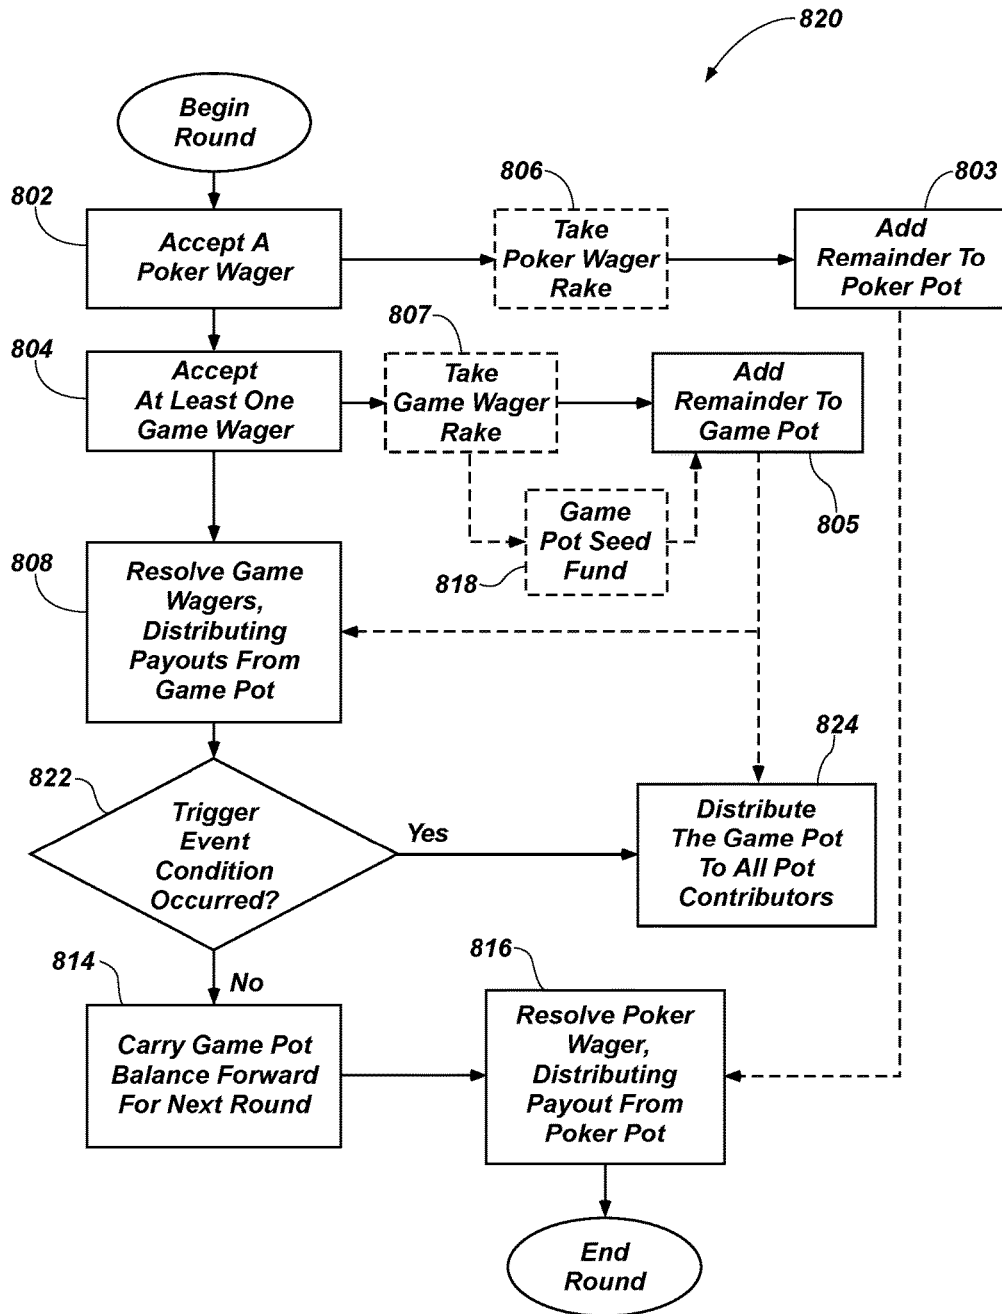 820
Begin
Round
802
Accept A
Poker Wager
806
Take
Poker Wager
Rake
803
Add
Remainder To
Poker Pot
804
Accept
At Least One
Game Wager
807
Take
Game Wager
Rake
Add
Remainder To
Game Pot
805
Game
Pot Seed
Fund
818
808
Resolve Game
Wagers,
Distributing
Payouts From
Game Pot
822
Trigger
Event
Condition
Occurred?
Yes
824
Distribute
The Game Pot
To All Pot
Contributors
No
814
Carry Game Pot
Balance Forward
For Next Round
816
Resolve Poker
Wager,
Distributing
Payout From
Poker Pot
End
Round